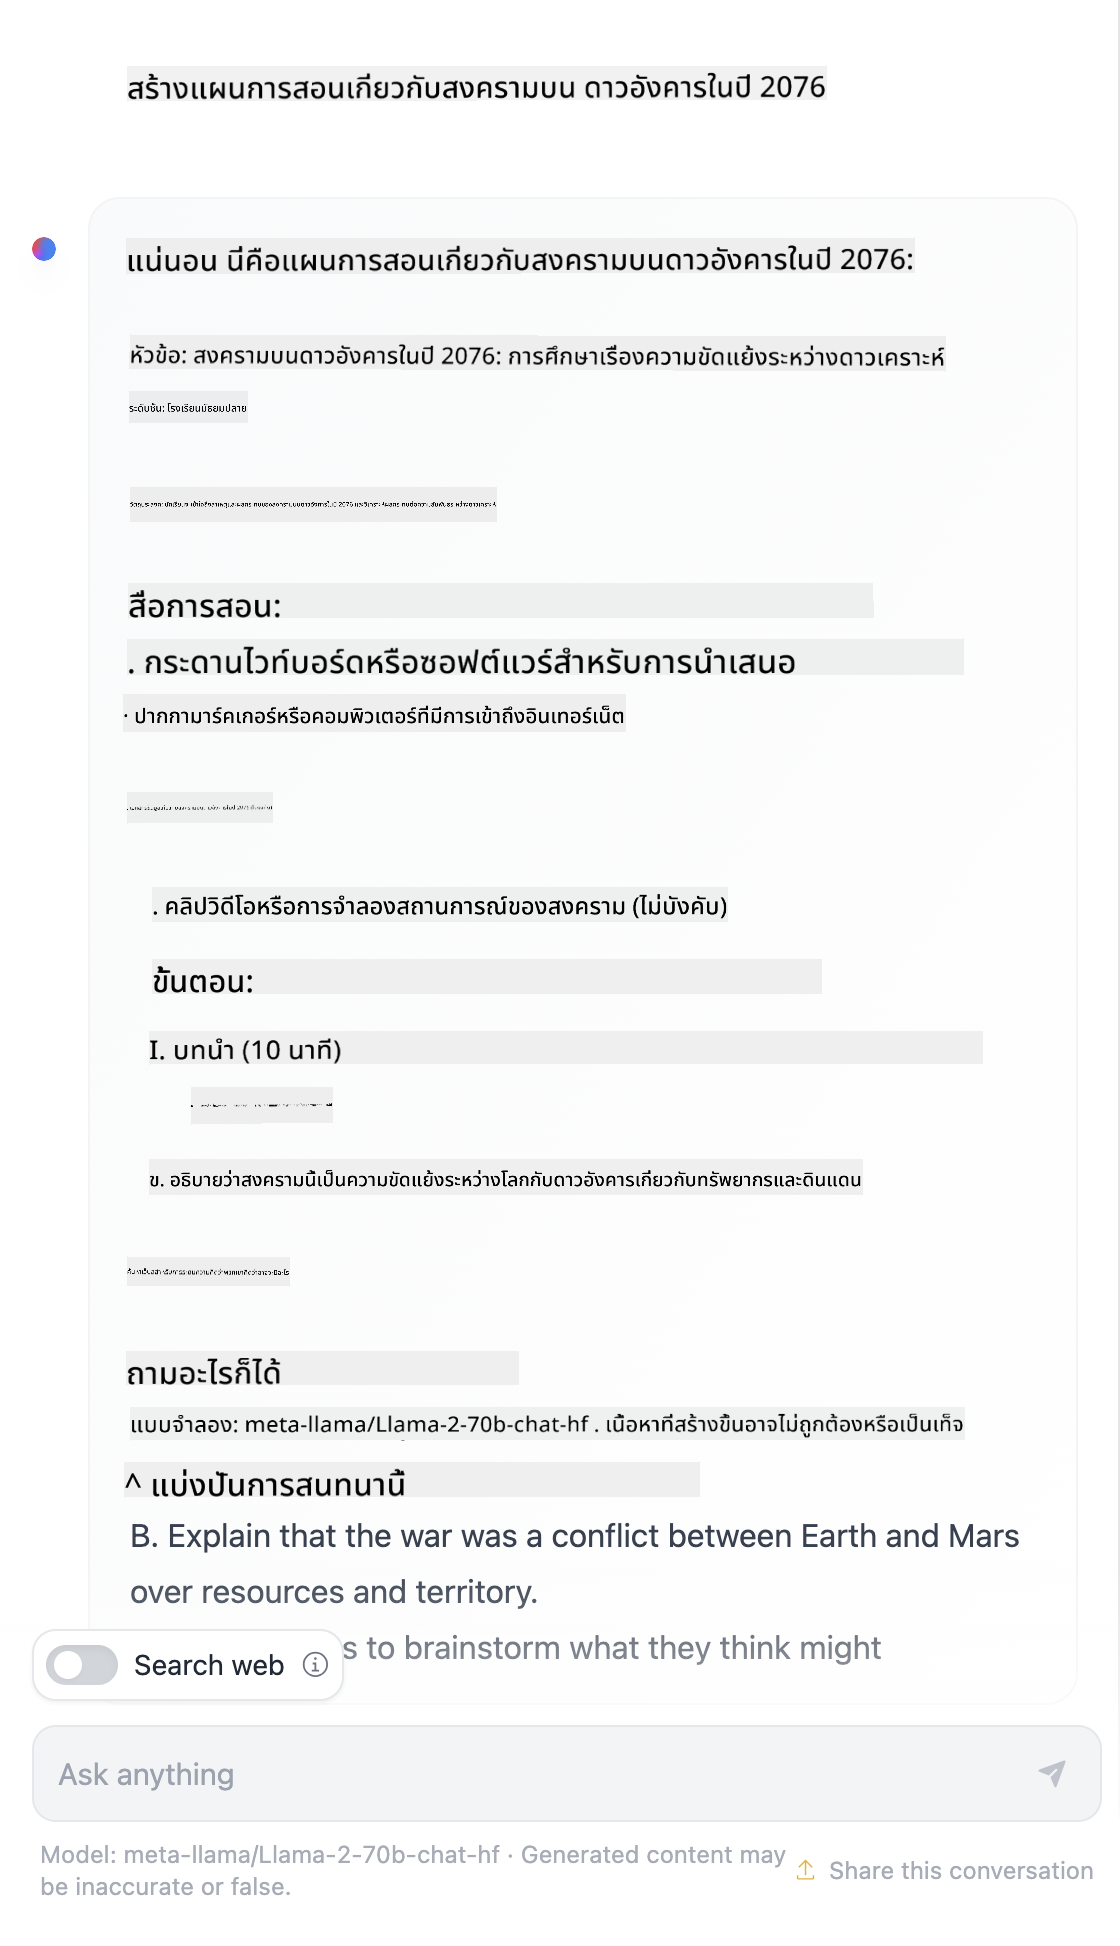 สร้างแผนการสอนเกี่ยวกับสงครามบน ดาวอังคารในปี 2076
แน่นอน นี่คือแผนการสอนเกี่ยวกับสงครามบนดาวอังคารในปี 2076:
หัวข้อ: สงครามบนดาวอังคารในปี 2076: การศึกษาเรื่องความขัดแย้งระหว่างดาวเคราะห์
ระดับชั้น: โรงเรียนมัธยมปลาย
สื่อการสอน:
. กระดานไวท์บอร์ดหรือซอฟต์แวร์สำหรับการนำเสนอ
· ปากกามาร์คเกอร์หรือคอมพิวเตอร์ที่มีการเข้าถึงอินเทอร์เน็ต
. คลิปวิดีโอหรือการจำลองสถานการณ์ของสงคราม (ไม่บังคับ)
ขั้นตอน:
I. บทนำ (10 นาที)
ข. อธิบายว่าสงครามนี้เป็นความขัดแย้งระหว่างโลกกับดาวอังคารเกี่ยวกับทรัพยากรและดินแดน
ถามอะไรก็ได้
แบบจำลอง: meta-llama/Llama-2-70b-chat-hf . เนื้อหาที่สร้างขึ้นอาจไม่ถูกต้องหรือเป็นเท็จ
^ แบ่งปันการสนทนานี้
B. Explain that the war was a conflict between Earth and Mars
over resources and territory.
s to brainstorm what they think might
Search web
Ask anything
Model: meta-llama/Llama-2-70b-chat-hf · Generated content may
be inaccurate or false.
Share this conversation